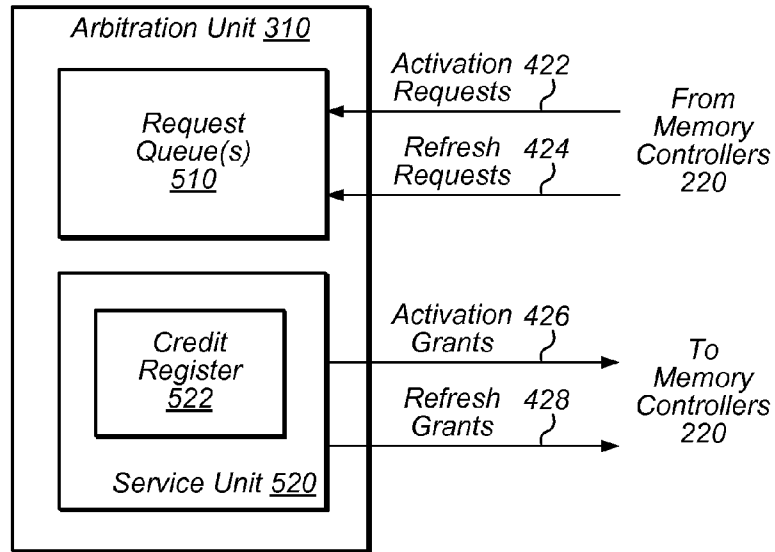 Arbitration Unit 310
Request
Queue(s)
510
Activation 422
Requests
Refresh 424
Requests
From
Memory
Controllers
220
Credit
Register
522
Service Unit 520
Activation 426
Grants
Refresh 428
Grants
To
Memory
Controllers
220